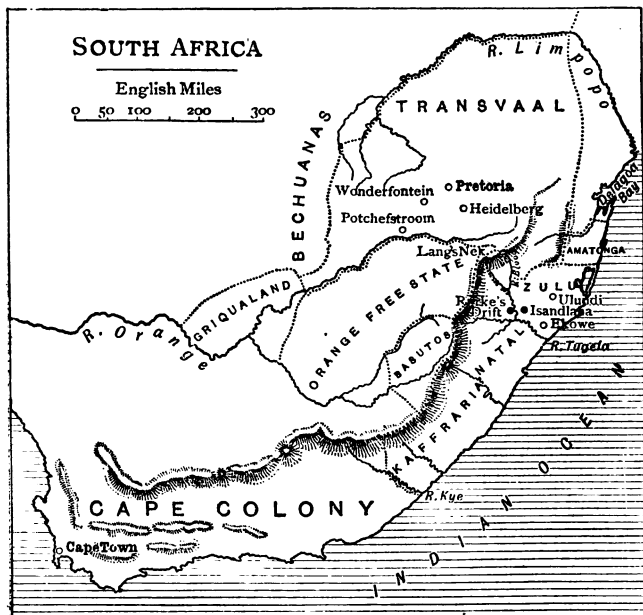 SOUTH AFRICA
English Miles
0 50 100 200 300
R. Limpopo
TRANSVAAL
BECHUANAS
Delagoa
Bay
Wonderfontein
Pretoria
Heidelberg
Potchefstroom
Langs Nek
AMATONGA
ZULU
Ulundi
Rorke's
Drift
Isandlana
Ekowe
R. Tugela
GRIQUALAND
ORANGE FREE STATE
R. Orange
BASUTOS
NATAL
KAFFRARIA
R. Kye
CAPE COLONY
Cape Town
INDIAN OCEAN